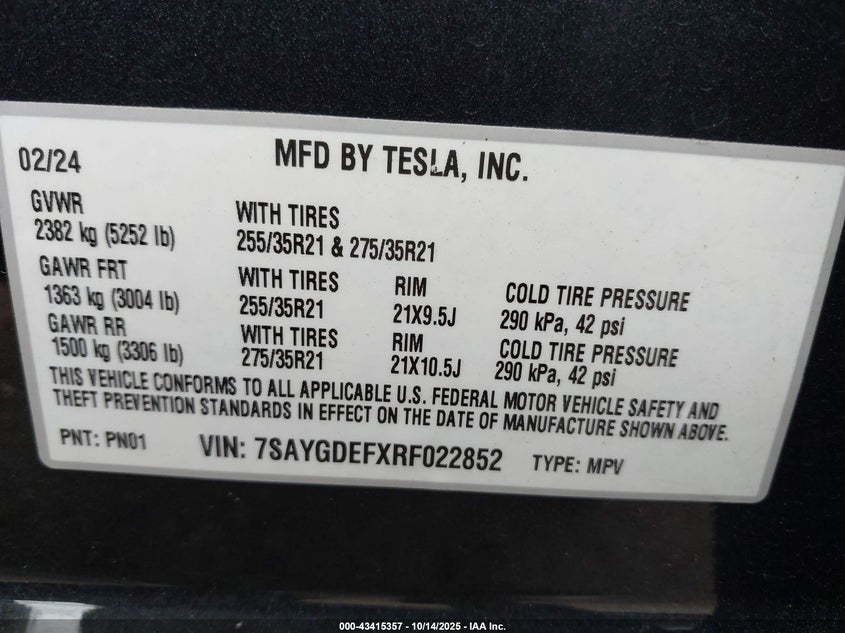 02/24 MFD BY TESLA, INC.
GVWR
2382 kg (5252 lb)
WITH TIRES
255/35R21 & 275/35R21
GAWR FRT
1363 kg (3004 lb)
WITH TIRES
255/35R21
RIM
21X9.5J
COLD TIRE PRESSURE
290 kPa, 42 psi
GAWR RR
1500 kg (3306 lb)
WITH TIRES
275/35R21
RIM
21X10.5J
COLD TIRE PRESSURE
290 kPa, 42 psi
THIS VEHICLE CONFORMS TO ALL APPLICABLE U.S. FEDERAL MOTOR VEHICLE SAFETY AND
THEFT PREVENTION STANDARDS IN EFFECT ON THE DATE OF MANUFACTURE SHOWN ABOVE.
PNT: PN01 VIN: 7SAYGDEFXRF022852 TYPE: MPV
000-43415357 - 10/14/2025 - IAA Inc.